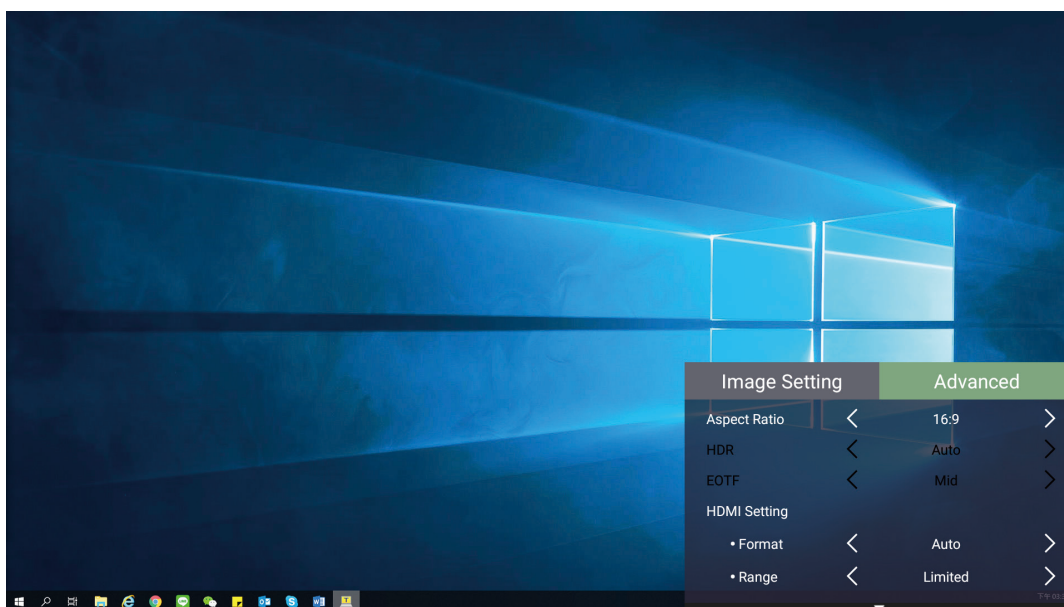 Image Setting Advanced
Aspect Ratio 16:9
HDR Auto
EOTF Mid
HDMI Setting
• Format Auto
• Range Limited